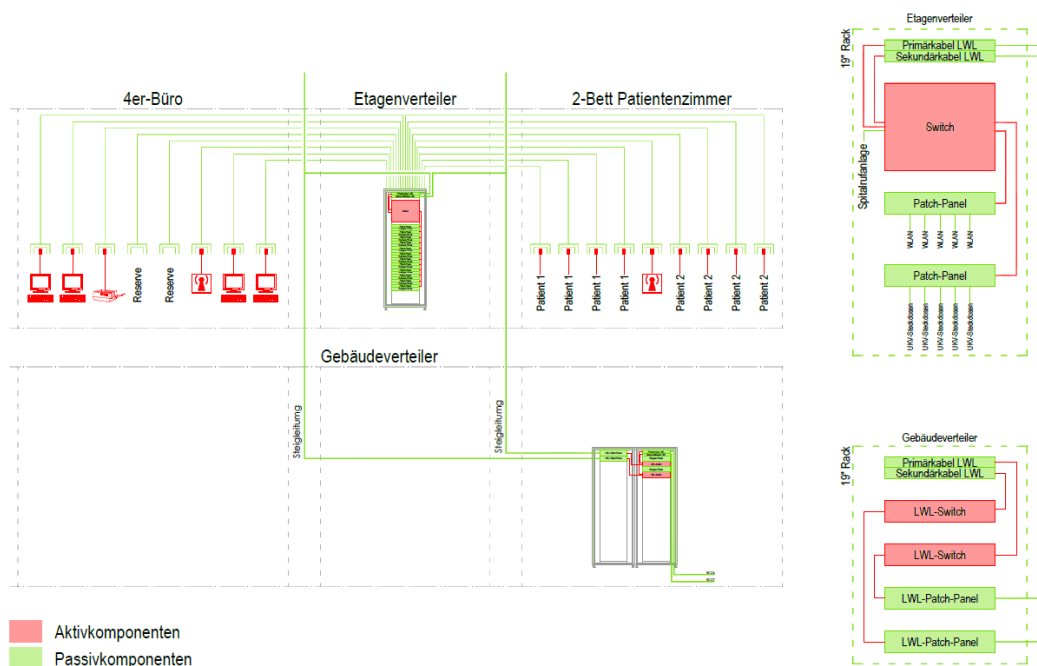 4er-Büro
Etagenverteiler
2-Bett Patientenzimmer
Reserve
Reserve
Patient 1
Patient 1
Patient 1
Patient 1
Patient 2
Patient 2
Patient 2
Patient 2
Gebäudeverteiler
Steigleitumg
Steigleitumg
Aktivkomponenten
Passivkomponenten
Etagenverteiler
19" Rack
Primärkabel LWL
Sekundärkabel LWL
Switch
Spitalrufanlage
Patch-Panel
WLAN
WLAN
WLAN
WLAN
WLAN
Patch-Panel
UKV-Steckdosen
UKV-Steckdosen
UKV-Steckdosen
UKV-Steckdosen
UKV-Steckdosen
Gebäudeverteiler
19" Rack
Primärkabel LWL
Sekundärkabel LWL
LWL-Switch
LWL-Switch
LWL-Patch-Panel
LWL-Patch-Panel